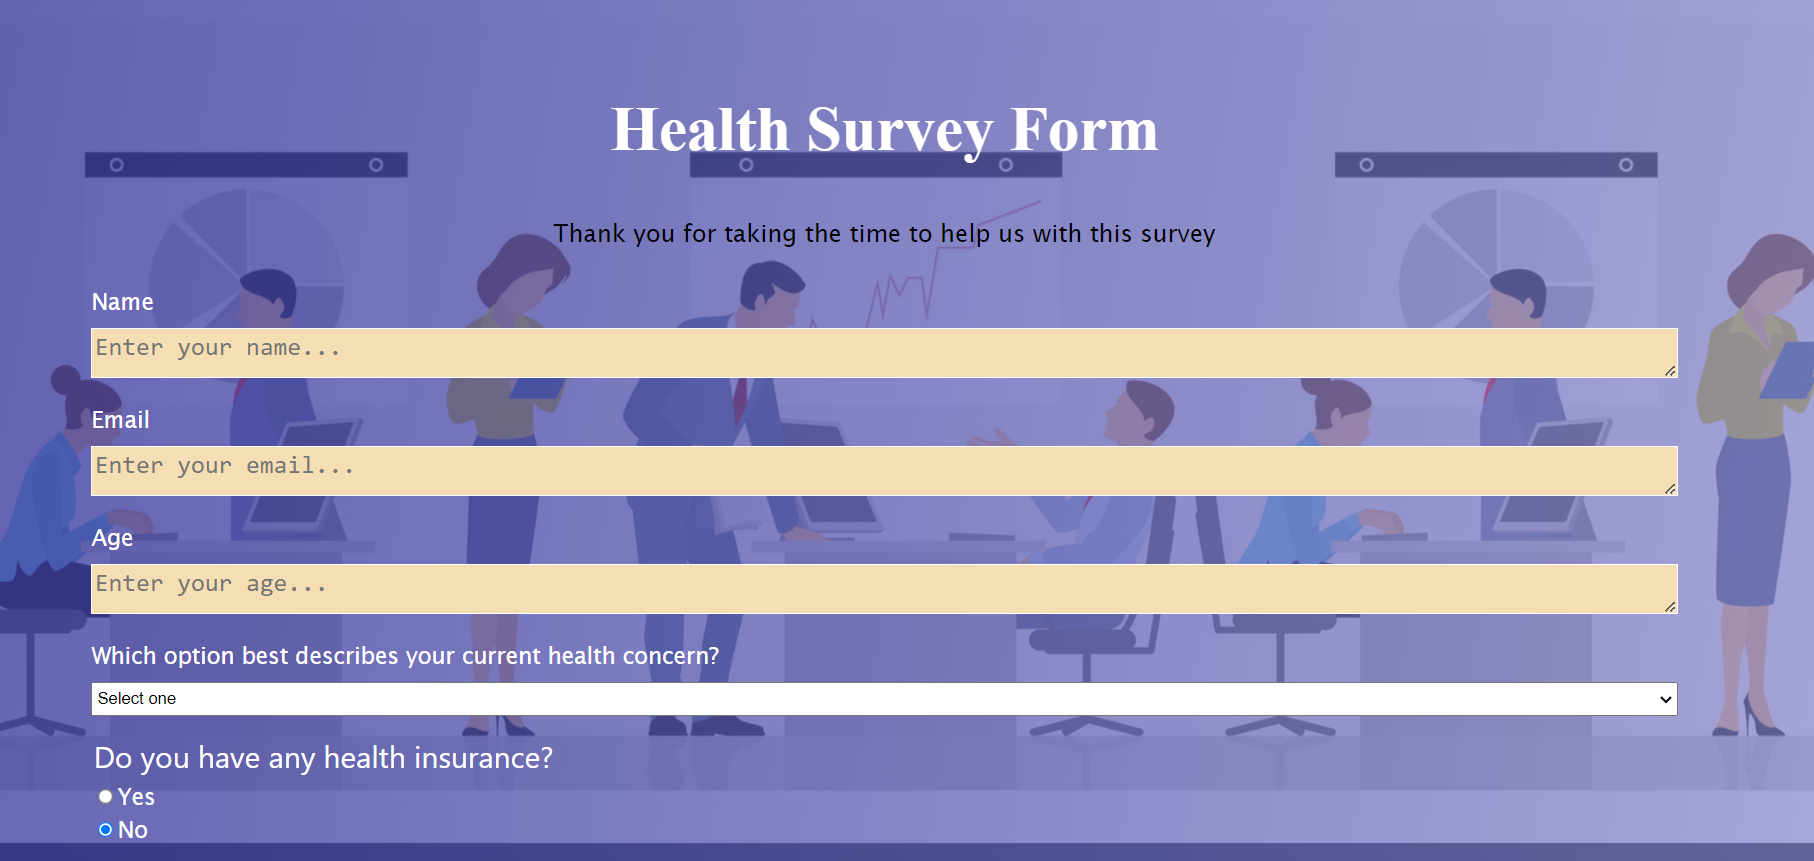 Health Survey Form
Thank you for taking the time to help us with this survey
Name
Enter your name...
Email
Enter your email...
Age
Enter your age...
Which option best describes your current health concern?
Select one
Do you have any health insurance?
Yes
No